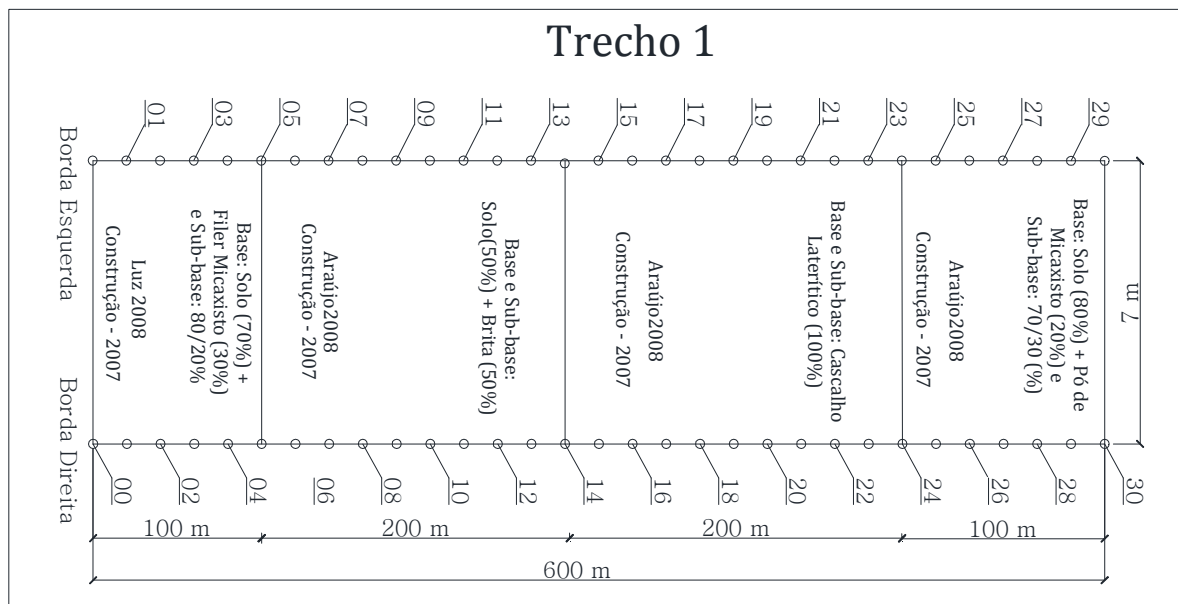 Trecho 1
01
03
05
07
09
11
13
15
17
19
21
23
25
27
29
Borda Esquerda
Borda Direita
Luz 2008
Construção - 2007
Base: Solo (70%) +
Filer Micaxisto (30%)
e Sub-base: 80/20%
Araújo2008
Construção - 2007
Base e Sub-base:
Solo(50%) + Brita (50%)
Araújo2008
Construção - 2007
Base e Sub-base: Cascalho
Laterítico (100%)
Araújo2008
Construção - 2007
Base: Solo (80%) + Pó de
Micaxisto (20%) e
Sub-base: 70/30 (%)
7 m
00
02
04
06
08
10
12
14
16
18
20
22
24
26
28
30
100 m
200 m
200 m
100 m
600 m